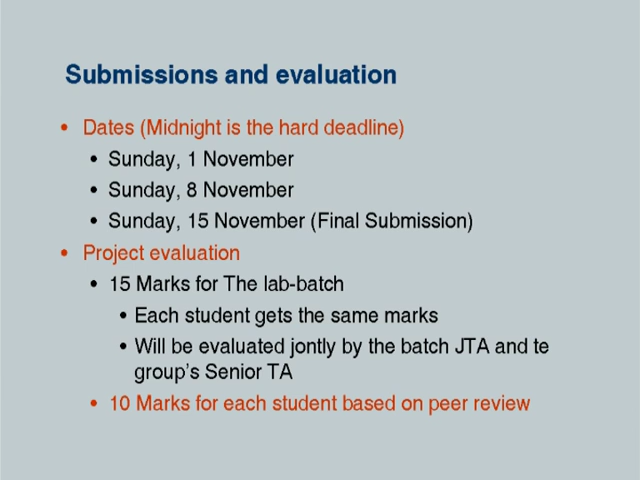 Submissions and evaluation
• Dates (Midnight is the hard deadline)
• Sunday, 1 November
• Sunday, 8 November
• Sunday, 15 November (Final Submission)
• Project evaluation
• 15 Marks for The lab-batch
• Each student gets the same marks
• Will be evaluated jontly by the batch JTA and te
group's Senior TA
• 10 Marks for each student based on peer review